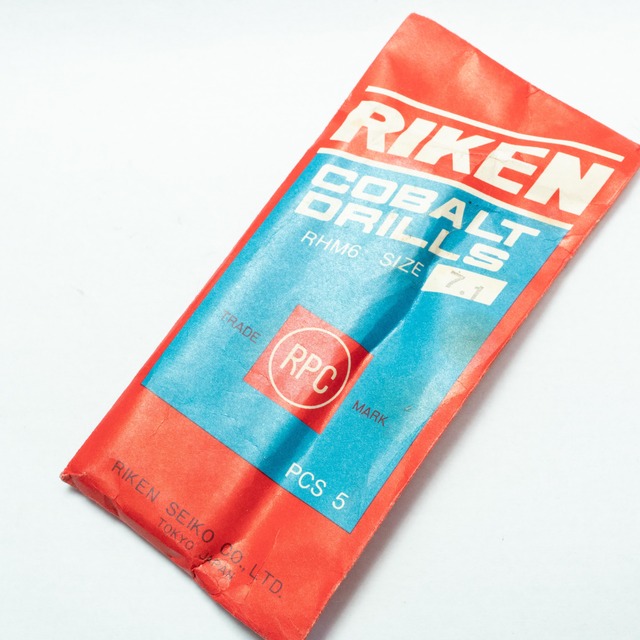 RIKEN
COBALT
DRILLS
RHM6 SIZE 7.1
TRADE RPC MARK
PCS 5
RIKEN SEIKO CO., LTD.
TOKYO JAPAN